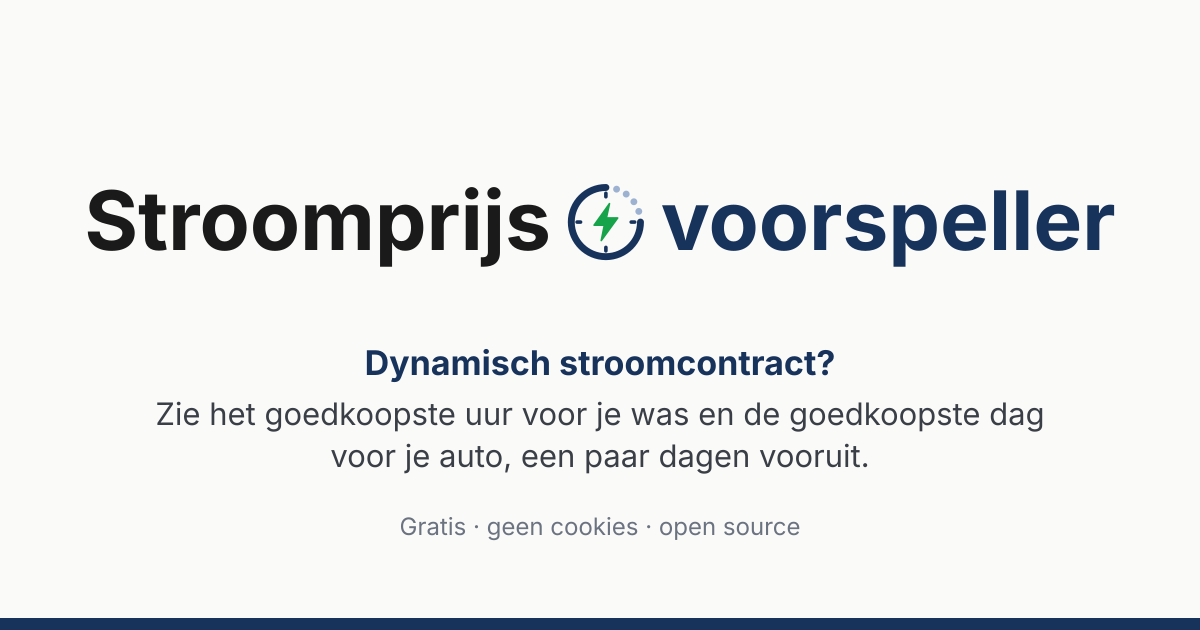 Stroomprijs voorspeller
Dynamisch stroomcontract?
Zie het goedkoopste uur voor je was en de goedkoopste dag
voor je auto, een paar dagen vooruit.
Gratis · geen cookies · open source